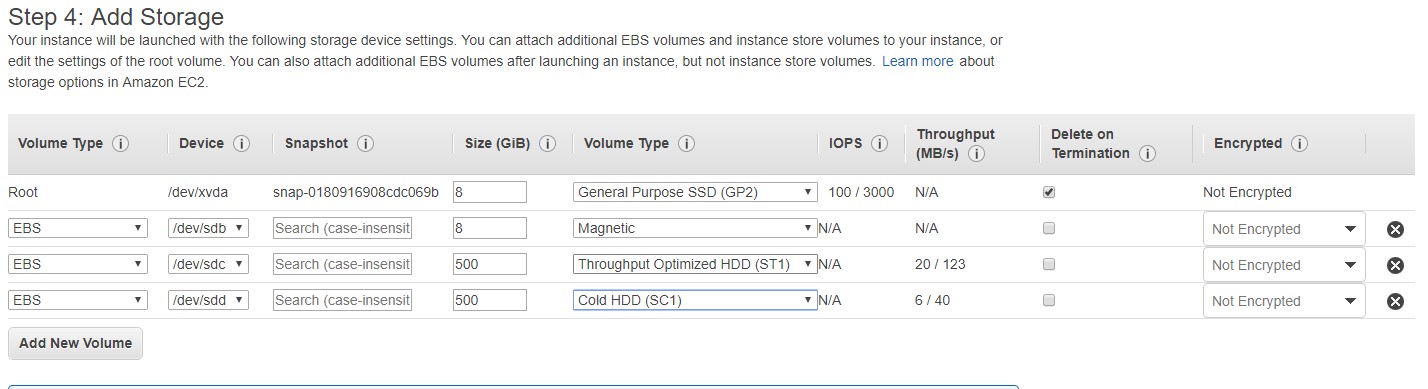 Step 4: Add Storage
Your instance will be launched with the following storage device settings. You can attach additional EBS volumes and instance store volumes to your instance, or
edit the settings of the root volume. You can also attach additional EBS volumes after launching an instance, but not instance store volumes. Learn more about
storage options in Amazon EC2.
Volume Type i Device i Snapshot i Size (GiB) i Volume Type i IOPS i Throughput (MB/s) i Delete on Termination i Encrypted i
Root /dev/xvda snap-0180916908cdc069b 8 General Purpose SSD (GP2) 100 / 3000 N/A Not Encrypted
EBS /dev/sdb Search (case-insensit 8 Magnetic N/A N/A Not Encrypted
EBS /dev/sdc Search (case-insensit 500 Throughput Optimized HDD (ST1) N/A 20 / 123 Not Encrypted
EBS /dev/sdd Search (case-insensit 500 Cold HDD (SC1) N/A 6 / 40 Not Encrypted
Add New Volume